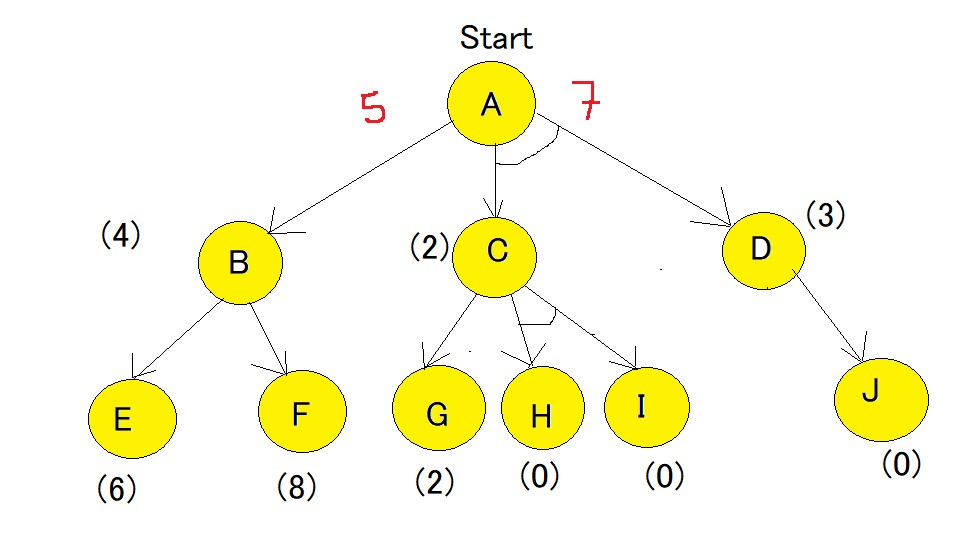 Start
5 A 7
(4) B (2) C D (3)
E F G H I J
(6) (8) (2) (0) (0) (0)